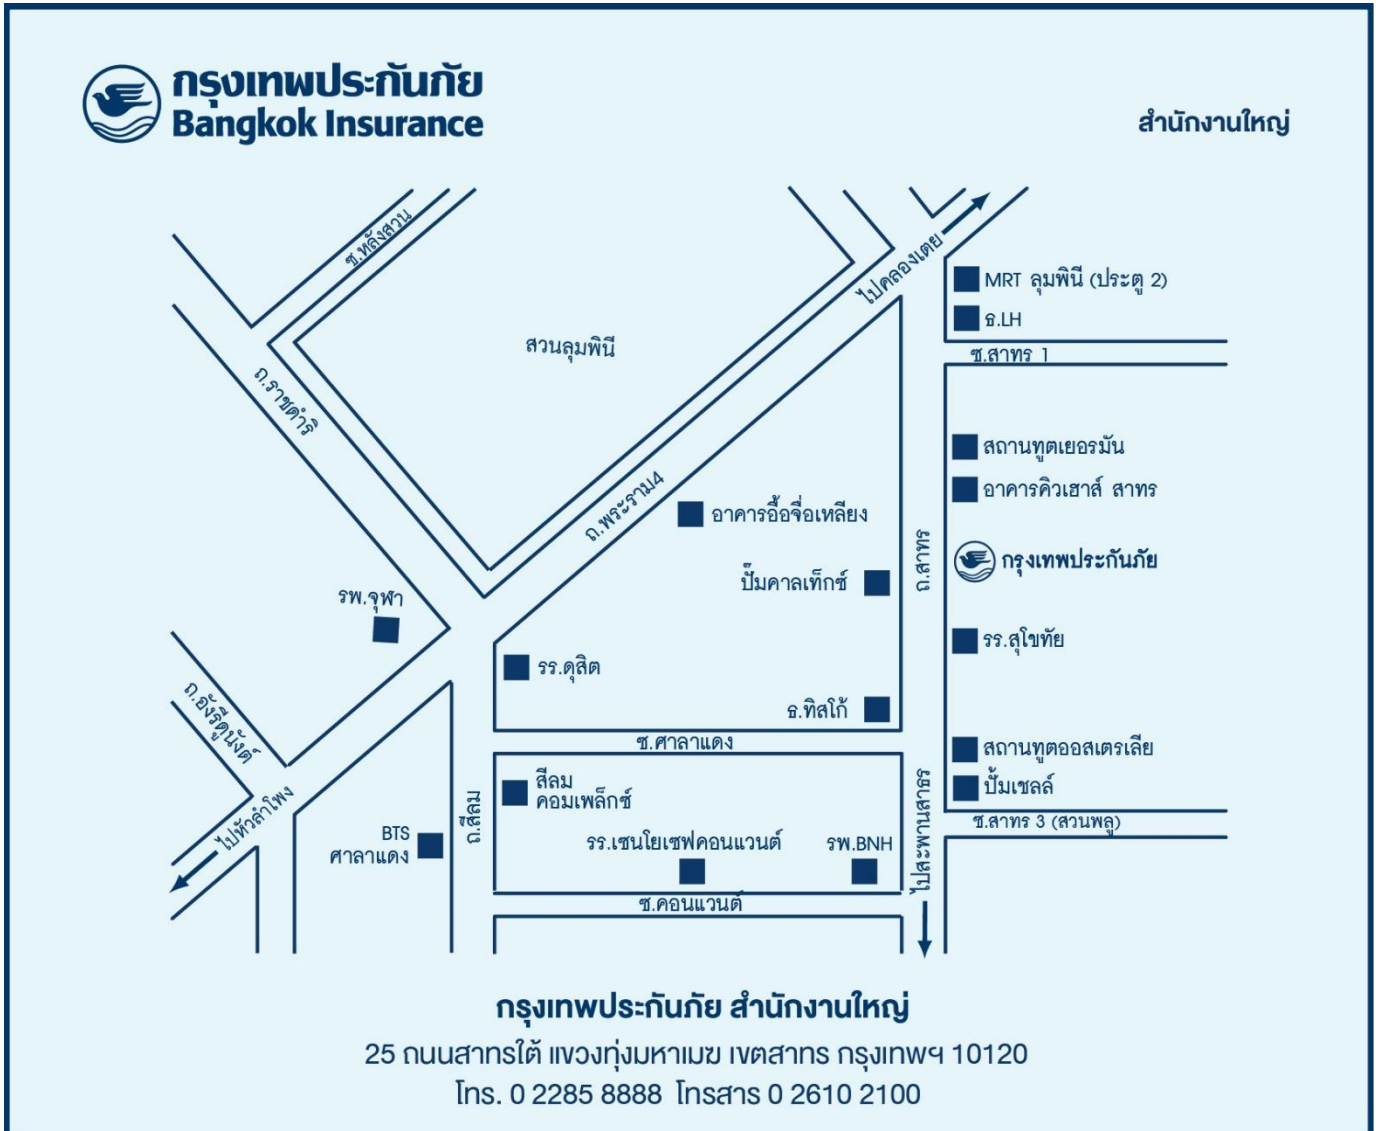 กรุงเทพประกันภัย
Bangkok Insurance
สำนักงานใหญ่
ซ.หลังสวน
ไปคลองเตย
MRT ลุมพินี (ประตู 2)
ธ.LH
สวนลุมพินี
ซ.สาทร 1
ถ.ราชดำริ
สถานทูตเยอรมัน
อาคารคิวเฮาส์ สาทร
ถ.พระราม4
อาคารอื้อจื่อเหลียง
ถ.สาทร
กรุงเทพประกันภัย
ปั๊มคาลเท็กซ์
รพ.จุฬา
รร.สุโขทัย
รร.ดุสิต
ถ.อังรีดูนังต์
ธ.ทิสโก้
ซ.ศาลาแดง
สถานทูตออสเตรเลีย
ปั้มเชลล์
สีลม
คอมเพล็กซ์
ไปหัวลำโพง
ถ.สีลม
BTS
ศาลาแดง
รร.เซนโยเซฟคอนแวนต์
รพ.BNH
ไปสะพานสาธร
ซ.สาทร 3 (สวนพลู)
ซ.คอนแวนต์
กรุงเทพประกันภัย สำนักงานใหญ่
25 ถนนสาทรใต้ แขวงทุ่งมหาเมฆ เขตสาทร กรุงเทพฯ 10120
โทร. 0 2285 8888 โทรสาร 0 2610 2100